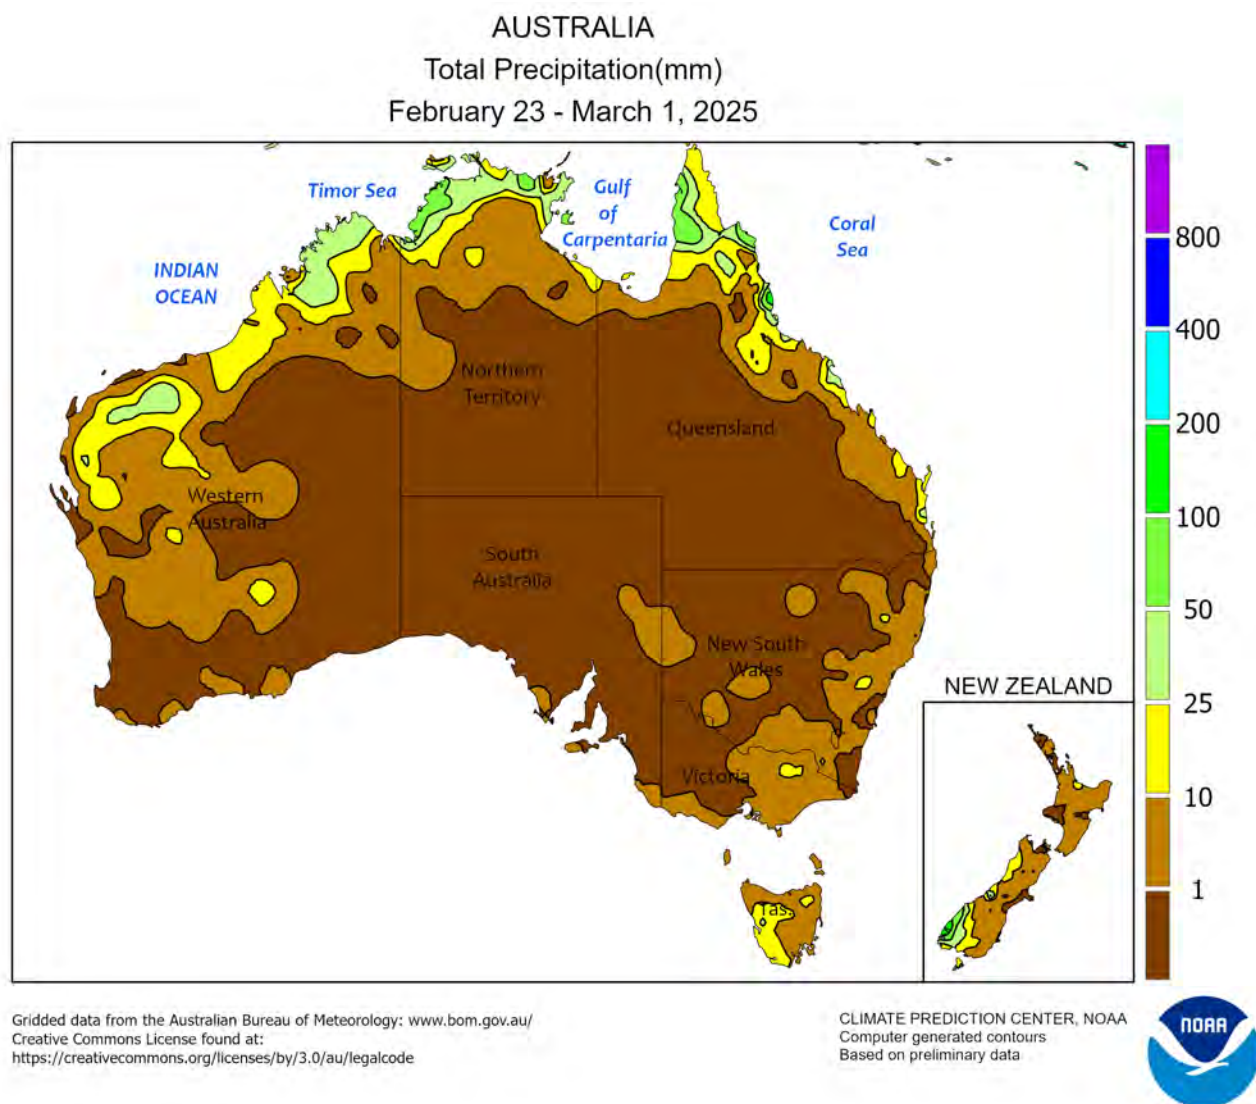 AUSTRALIA
Total Precipitation(mm)
February 23 - March 1, 2025
Timor Sea
Gulf
of
Carpentaria
Coral
Sea
INDIAN
OCEAN
800
400
200
100
50
25
10
1
Northern
Territory
Queensland
Western
Australia
South
Australia
New South
Wales
Victoria
Tas.
NEW ZEALAND
Gridded data from the Australian Bureau of Meteorology: www.bom.gov.au/
Creative Commons License found at:
https://creativecommons.org/licenses/by/3.0/au/legalcode
CLIMATE PREDICTION CENTER, NOAA
Computer generated contours
Based on preliminary data
NOAA